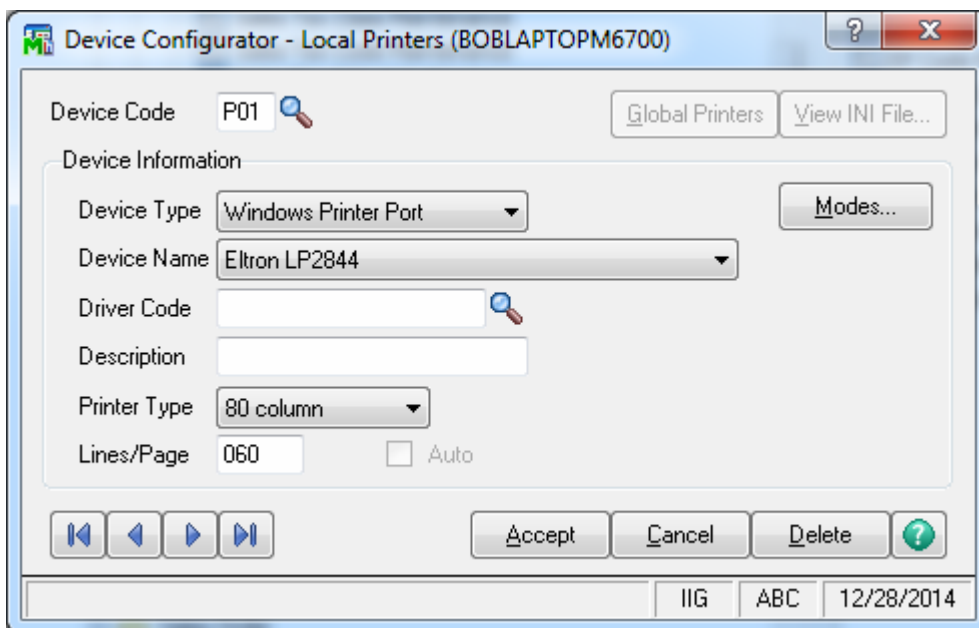 Device Configurator - Local Printers (BOBLAPTOPM6700)
Device Code P01 Global Printers View INI File...
Device Information
Device Type Windows Printer Port Modes...
Device Name Eltron LP2844
Driver Code
Description
Printer Type 80 column
Lines/Page 060 Auto
Accept Cancel Delete ?
IIG ABC 12/28/2014